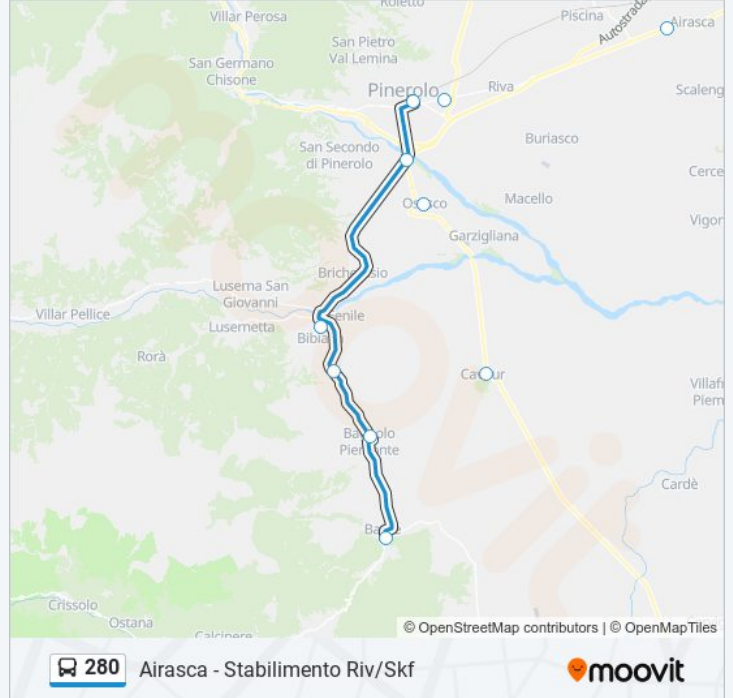 Roletto
Villar Perosa
Piscina
Autostrada
Airasca
San Pietro
Val Lemina
San Germano
Chisone
Pinerolo
Riva
Scaleng
Buriasco
San Secondo
di Pinerolo
Cerce
Macello
Vigor
Garzigliana
Luserna San
Giovanni
Villar Pellice
Lusernetta
Rorà
Villaf
Piem
Cardè
Crissolo
Ostana
Calcinere
© OpenStreetMap contributors | © OpenMapTiles
280 Airasca - Stabilimento Riv/Skf
moovit